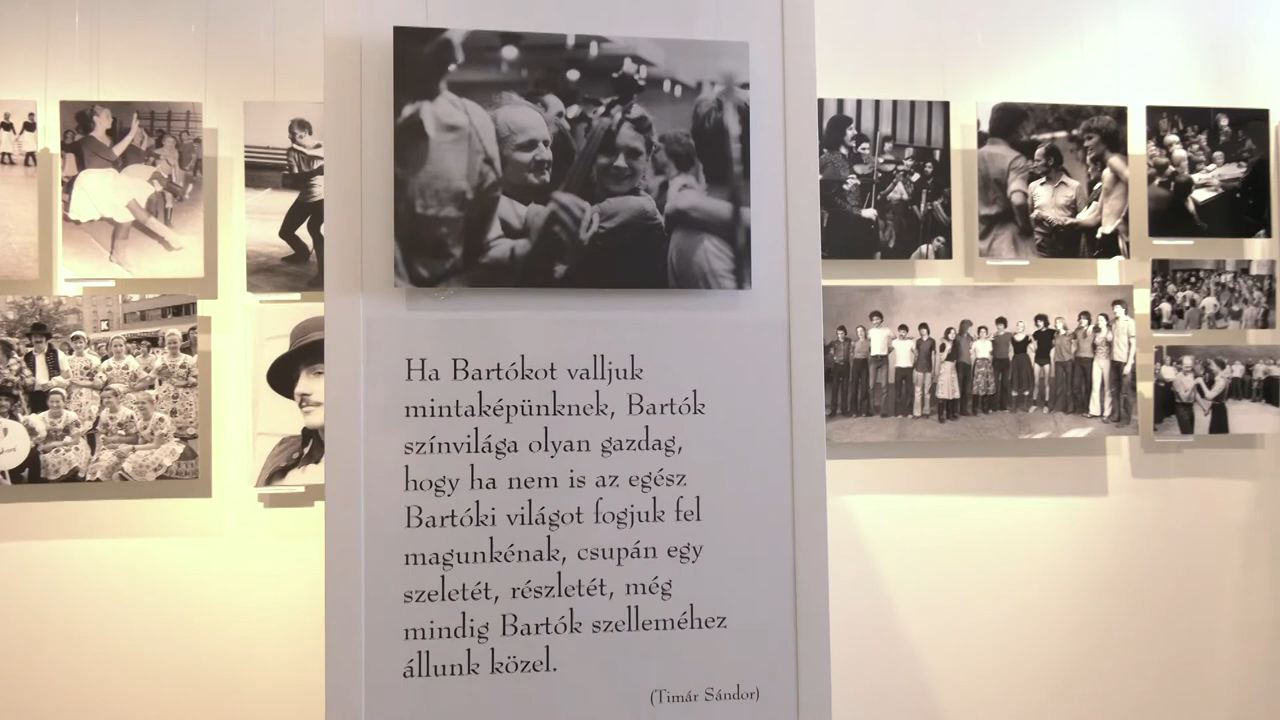 Ha Bartókot valljuk
mintaképünknek, Bartók
színvilága olyan gazdag,
hogy ha nem is az egész
Bartóki világot fogjuk fel
magunkénak, csupán egy
szeletét, részletét, még
mindig Bartók szelleméhez
állunk közel.
(Timár Sándor)